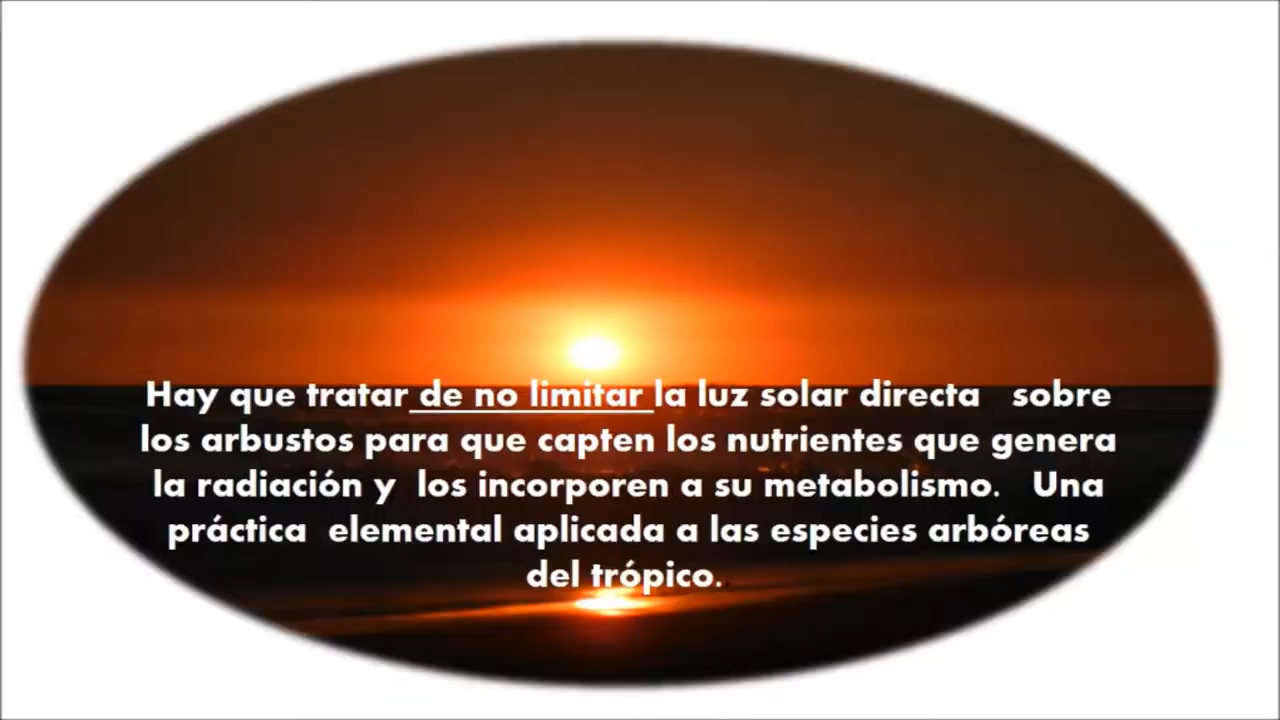 Hay que tratar de no limitar la luz solar directa sobre
los arbustos para que capten los nutrientes que genera
la radiación y los incorporen a su metabolismo. Una
práctica elemental aplicada a las especies arbóreas
del trópico.